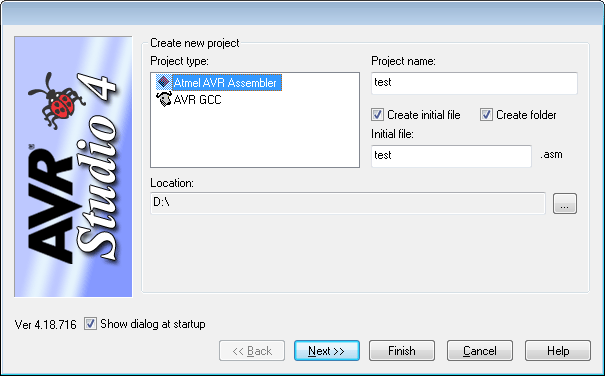 AVR® Studio 4
Create new project
Project type:
Atmel AVR Assembler
AVR GCC
Project name:
test
Create initial file
Create folder
Initial file:
test
.asm
Location:
D:\
...
Ver 4.18.716
Show dialog at startup
<< Back
Next >>
Finish
Cancel
Help